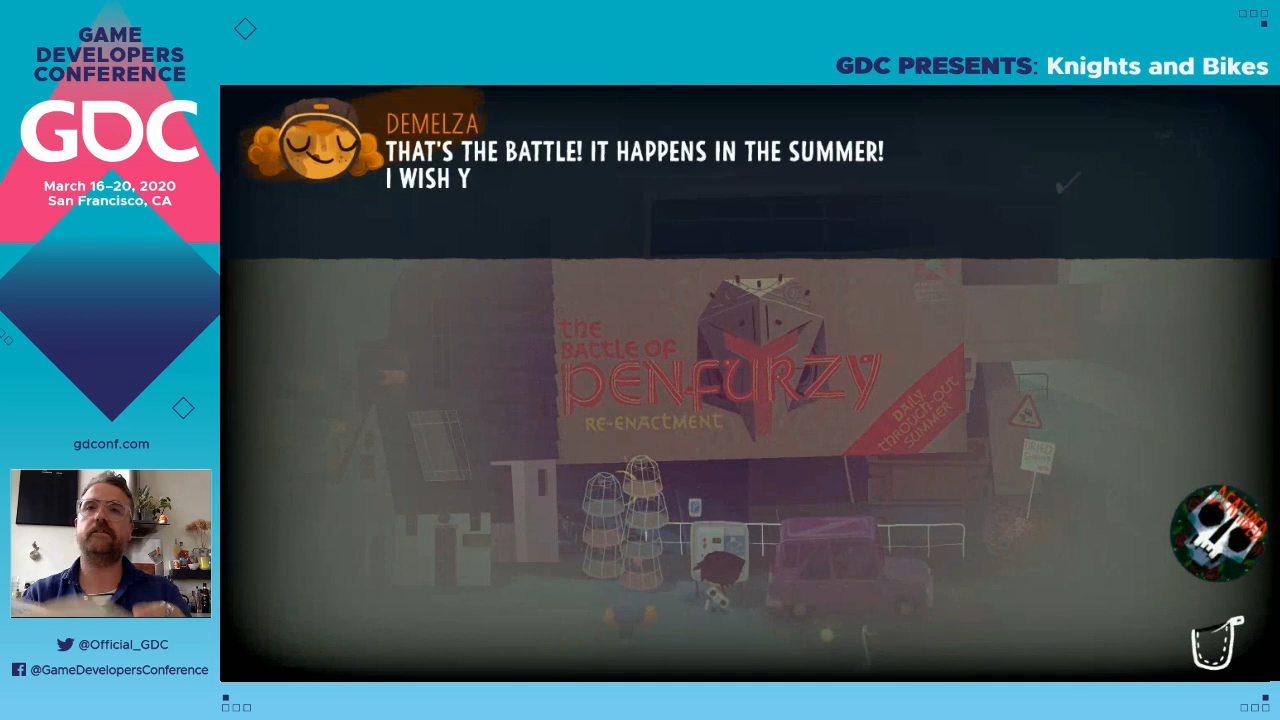 GAME
DEVELOPERS
CONFERENCE
GDC
March 16–20, 2020
San Francisco, CA
gdconf.com
@Official_GDC
@GameDevelopersConference
GDC PRESENTS: Knights and Bikes
DEMELZA
THAT'S THE BATTLE! IT HAPPENS IN THE SUMMER!
I WISH Y
the
BATTLE OF
PENFURZY
RE-ENACTMENT
DAILY
THROUGH-OUT
SUMMER